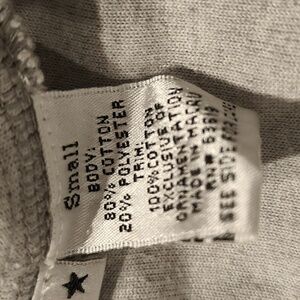 Small
BODY:
80% COTTON
20% POLYESTER
TRIM:
100% COTTON
EXCLUSIVE OF
ORNAMENTATION
MADE IN MACAU
SEE SIDE